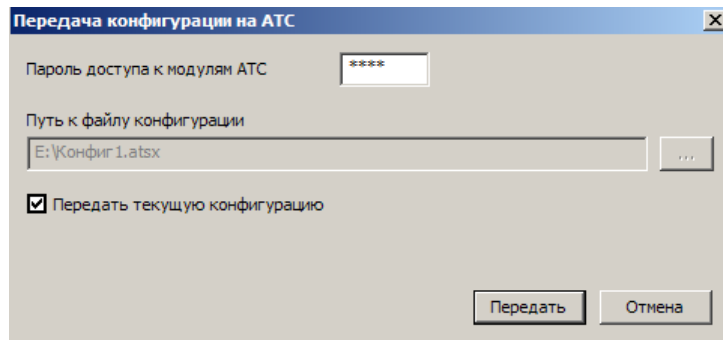 Передача конфигурации на АТС
Пароль доступа к модулям АТС
****
Путь к файлу конфигурации
E:\Конфиг1.atsx
...
Передать текущую конфигурацию
Передать
Отмена